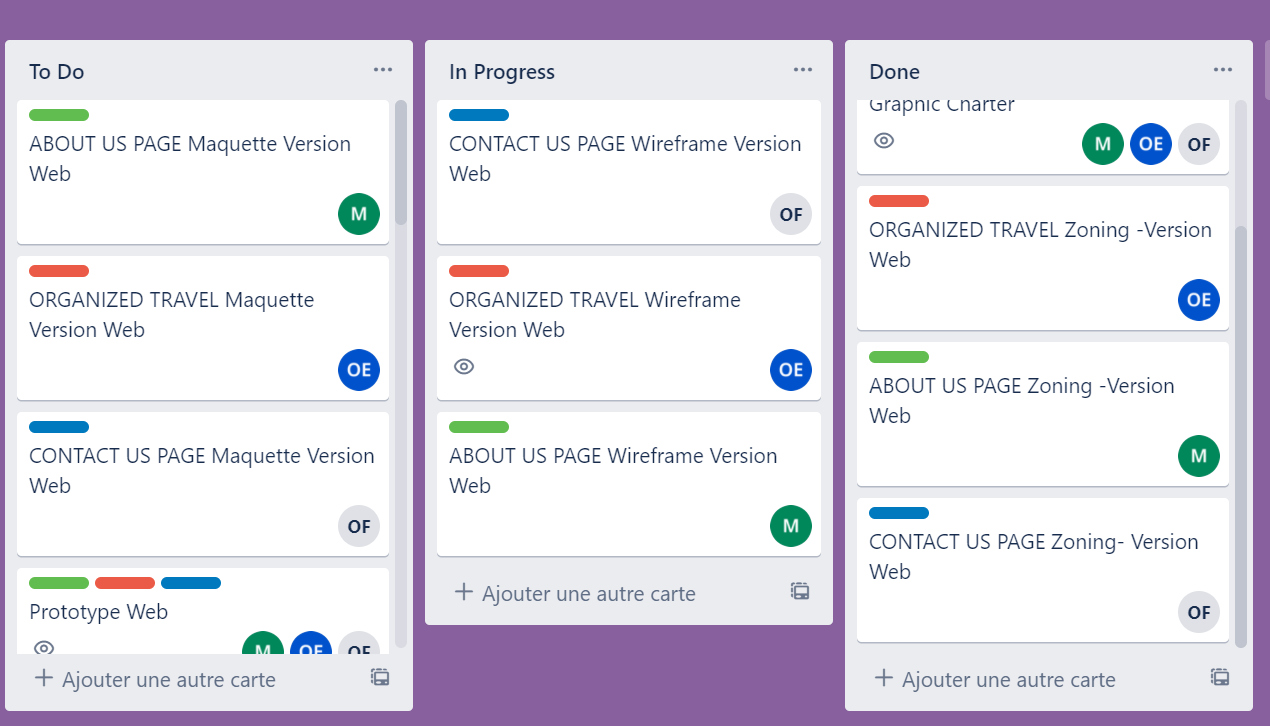 To Do
ABOUT US PAGE Maquette Version
Web
M
ORGANIZED TRAVEL Maquette
Version Web
OE
CONTACT US PAGE Maquette Version
Web
OF
Prototype Web
M OE OF
Ajouter une autre carte
In Progress
CONTACT US PAGE Wireframe Version
Web
OF
ORGANIZED TRAVEL Wireframe
Version Web
OE
ABOUT US PAGE Wireframe Version
Web
M
Ajouter une autre carte
Done
Graphic Charter
M OE OF
ORGANIZED TRAVEL Zoning -Version
Web
OE
ABOUT US PAGE Zoning -Version
Web
M
CONTACT US PAGE Zoning- Version
Web
OF
Ajouter une autre carte